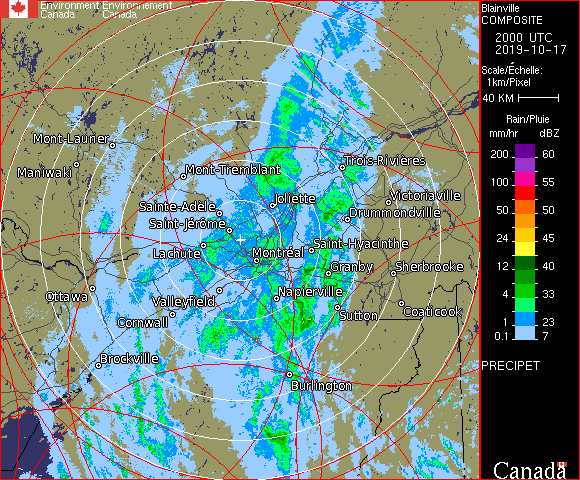 Environment Environnement
Canada Canada
Blainville
COMPOSITE
2000 UTC
2019-10-17
Scale/Échelle:
1km/Pixel
40 KM
Rain/Pluie
mm/hr dBZ
200 60
100 55
50 50
24 45
12 40
4 33
1 23
0.1 7
PRECIPET
Canada
Mont-Laurier
Maniwaki
Mont-Tremblant
Trois-Rivières
Victoriaville
Sainte-Adèle
Joliette
Drummondville
Saint-Jérôme
Lachute
Montréal
Saint-Hyacinthe
Granby
Sherbrooke
Ottawa
Valleyfield
Napierville
Cornwall
Sutton
Coaticook
Brockville
Burlington